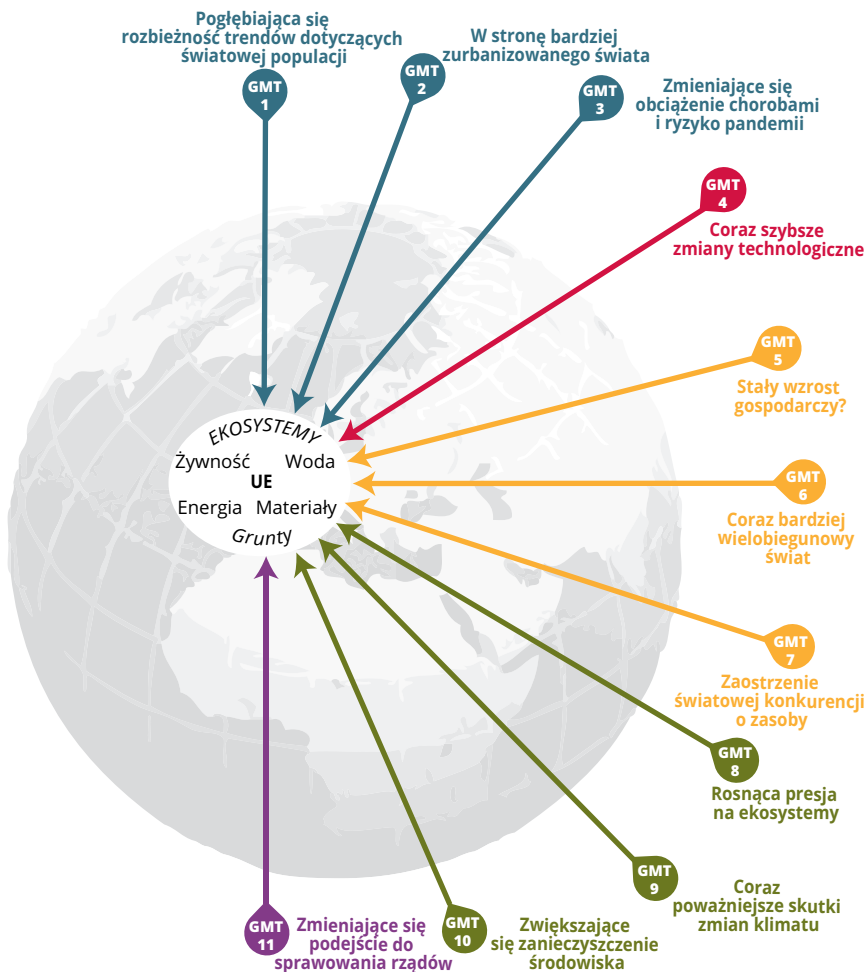 Pogłębiająca się
rozbieżność trendów dotyczących
światowej populacji
GMT
1
W stronę bardziej
zurbanizowanego świata
GMT
2
Zmieniające się
obciążenie chorobami
i ryzyko pandemii
GMT
3
GMT
4
Coraz szybsze
zmiany technologiczne
GMT
5
Stały wzrost
gospodarczy?
EKOSYSTEMY
Żywność Woda
UE
Energia Materiały
Grunty
GMT
6
Coraz bardziej
wielobiegunowy
świat
GMT
7
Zaostrzenie
światowej konkurencji
o zasoby
GMT
8
Rosnąca presja
na ekosystemy
GMT
9
Coraz
poważniejsze skutki
zmian klimatu
GMT
10
Zwiększające
się zanieczyszczenie
środowiska
GMT
11
Zmieniające się
podejście do
sprawowania rządów